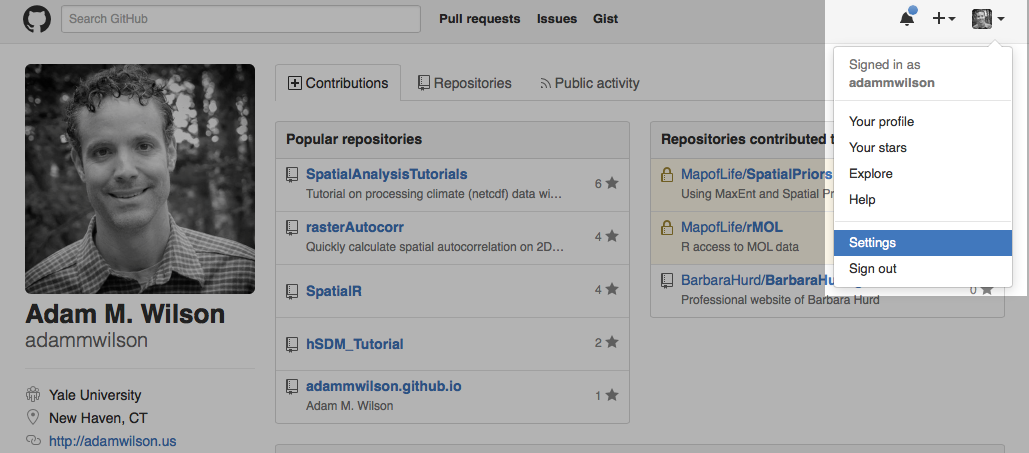 Search GitHub
Pull requests Issues Gist
Signed in as
adammwilson
Your profile
Your stars
Explore
Help
Settings
Sign out
Contributions Repositories Public activity
Popular repositories
SpatialAnalysisTutorials 6
Tutorial on processing climate (netcdf) data wi…
rasterAutocorr 4
Quickly calculate spatial autocorrelation on 2D…
SpatialR 4
hSDM_Tutorial 2
adammwilson.github.io 1
Adam M. Wilson
Repositories contributed t
MapofLife/SpatialPriors
Using MaxEnt and Spatial Pr
MapofLife/rMOL
R access to MOL data
BarbaraHurd/BarbaraHu
Professional website of Barbara Hurd 0
Adam M. Wilson
adammwilson
Yale University
New Haven, CT
http://adamwilson.us